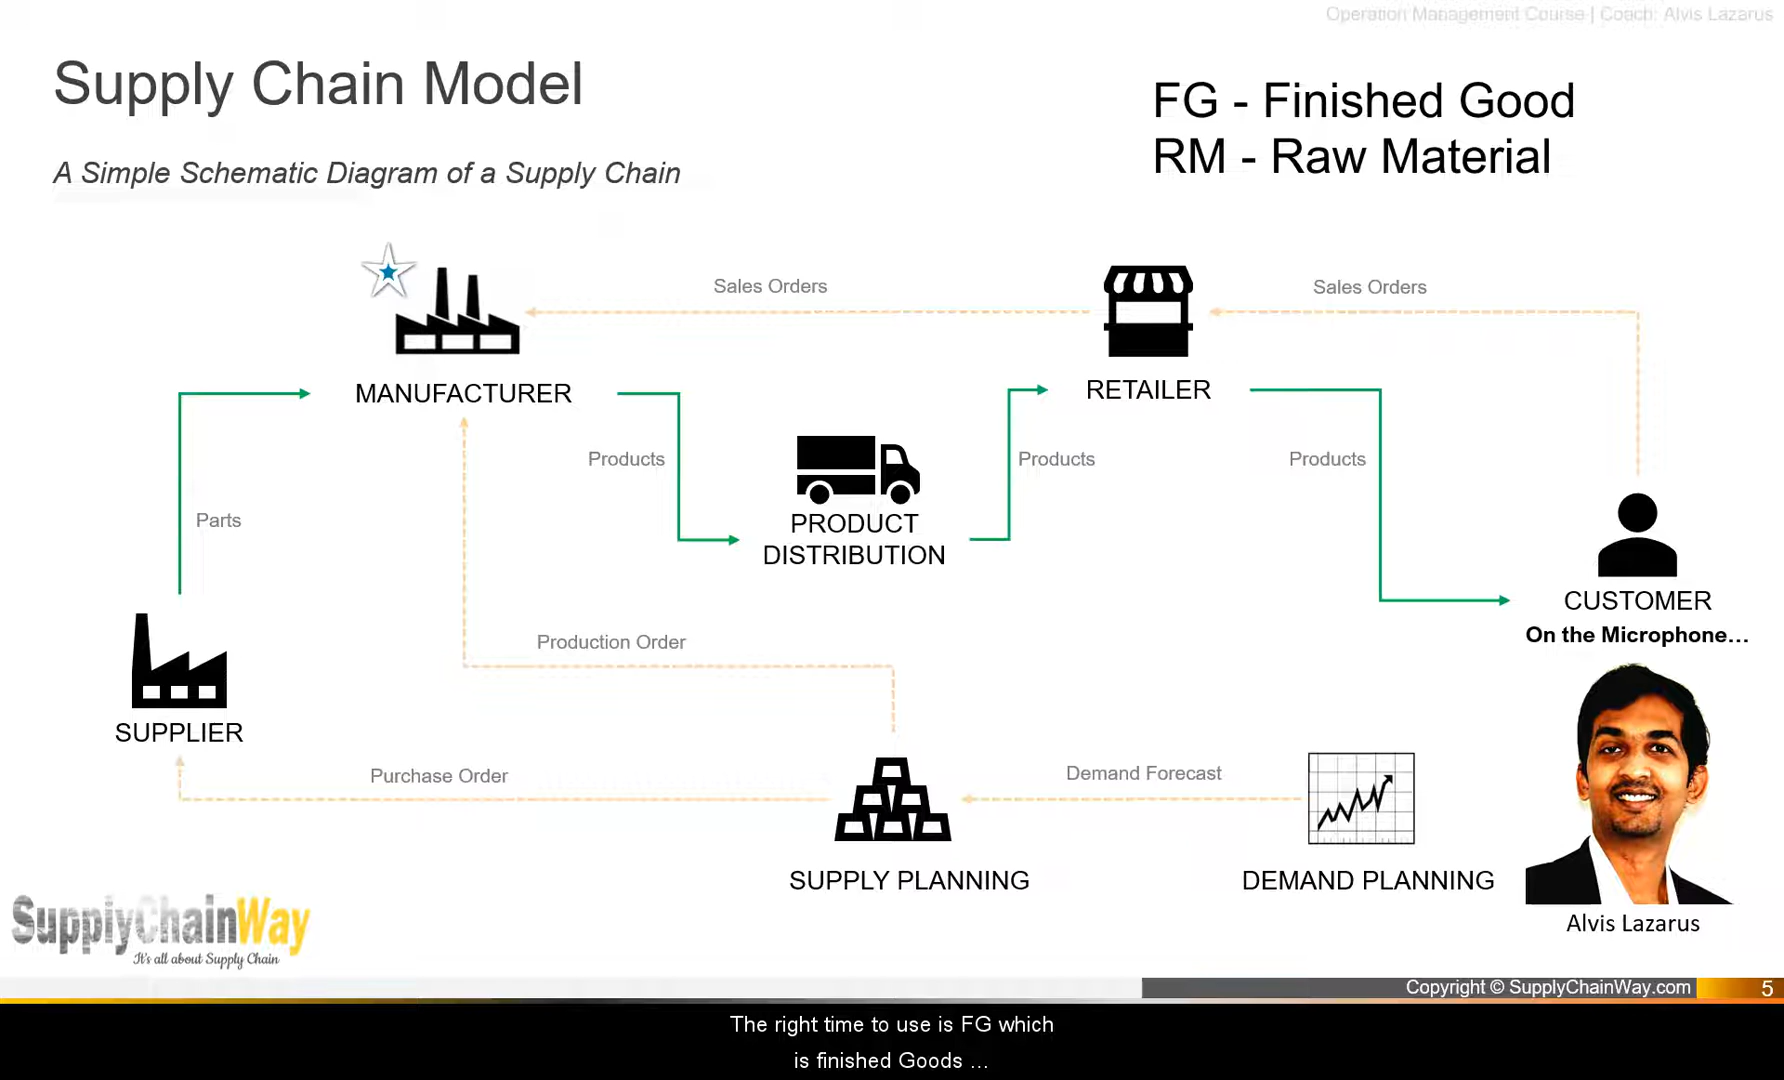 Operation Management Course | Coach: Alvis Lazarus
Supply Chain Model
FG - Finished Good
RM - Raw Material
A Simple Schematic Diagram of a Supply Chain
Sales Orders
Sales Orders
MANUFACTURER
RETAILER
Products
Products
Products
Parts
PRODUCT
DISTRIBUTION
CUSTOMER
On the Microphone...
Production Order
SUPPLIER
Purchase Order
Demand Forecast
SUPPLY PLANNING
DEMAND PLANNING
Alvis Lazarus
SupplyChainWay
It's all about Supply Chain
Copyright © SupplyChainWay.com
5
The right time to use is FG which
is finished Goods ...